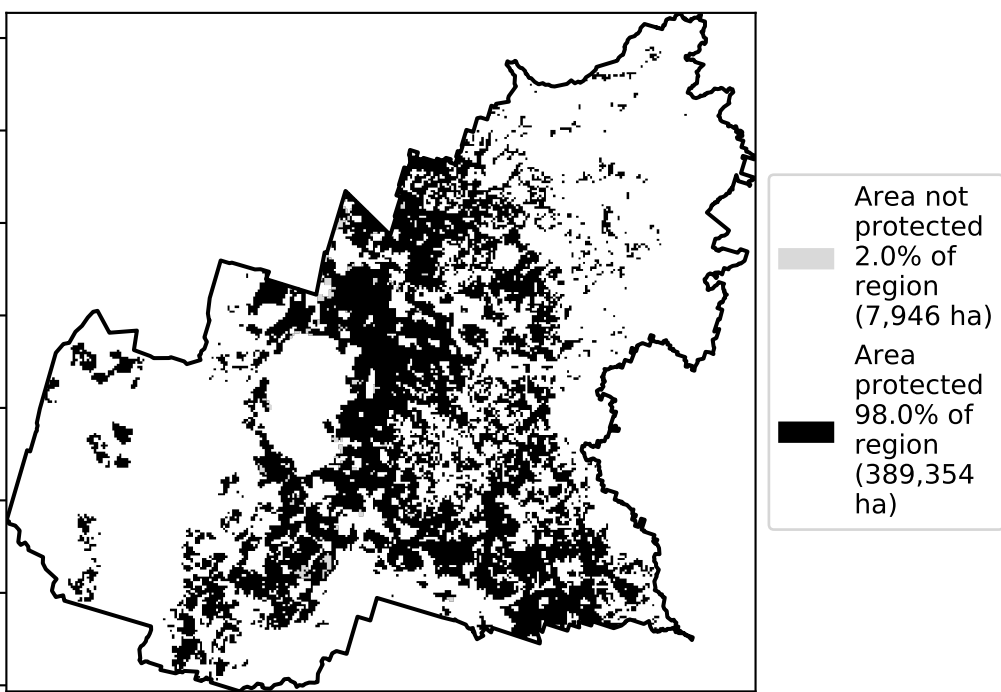 Area not
protected
2.0% of
region
(7,946 ha)
Area
protected
98.0% of
region
(389,354
ha)